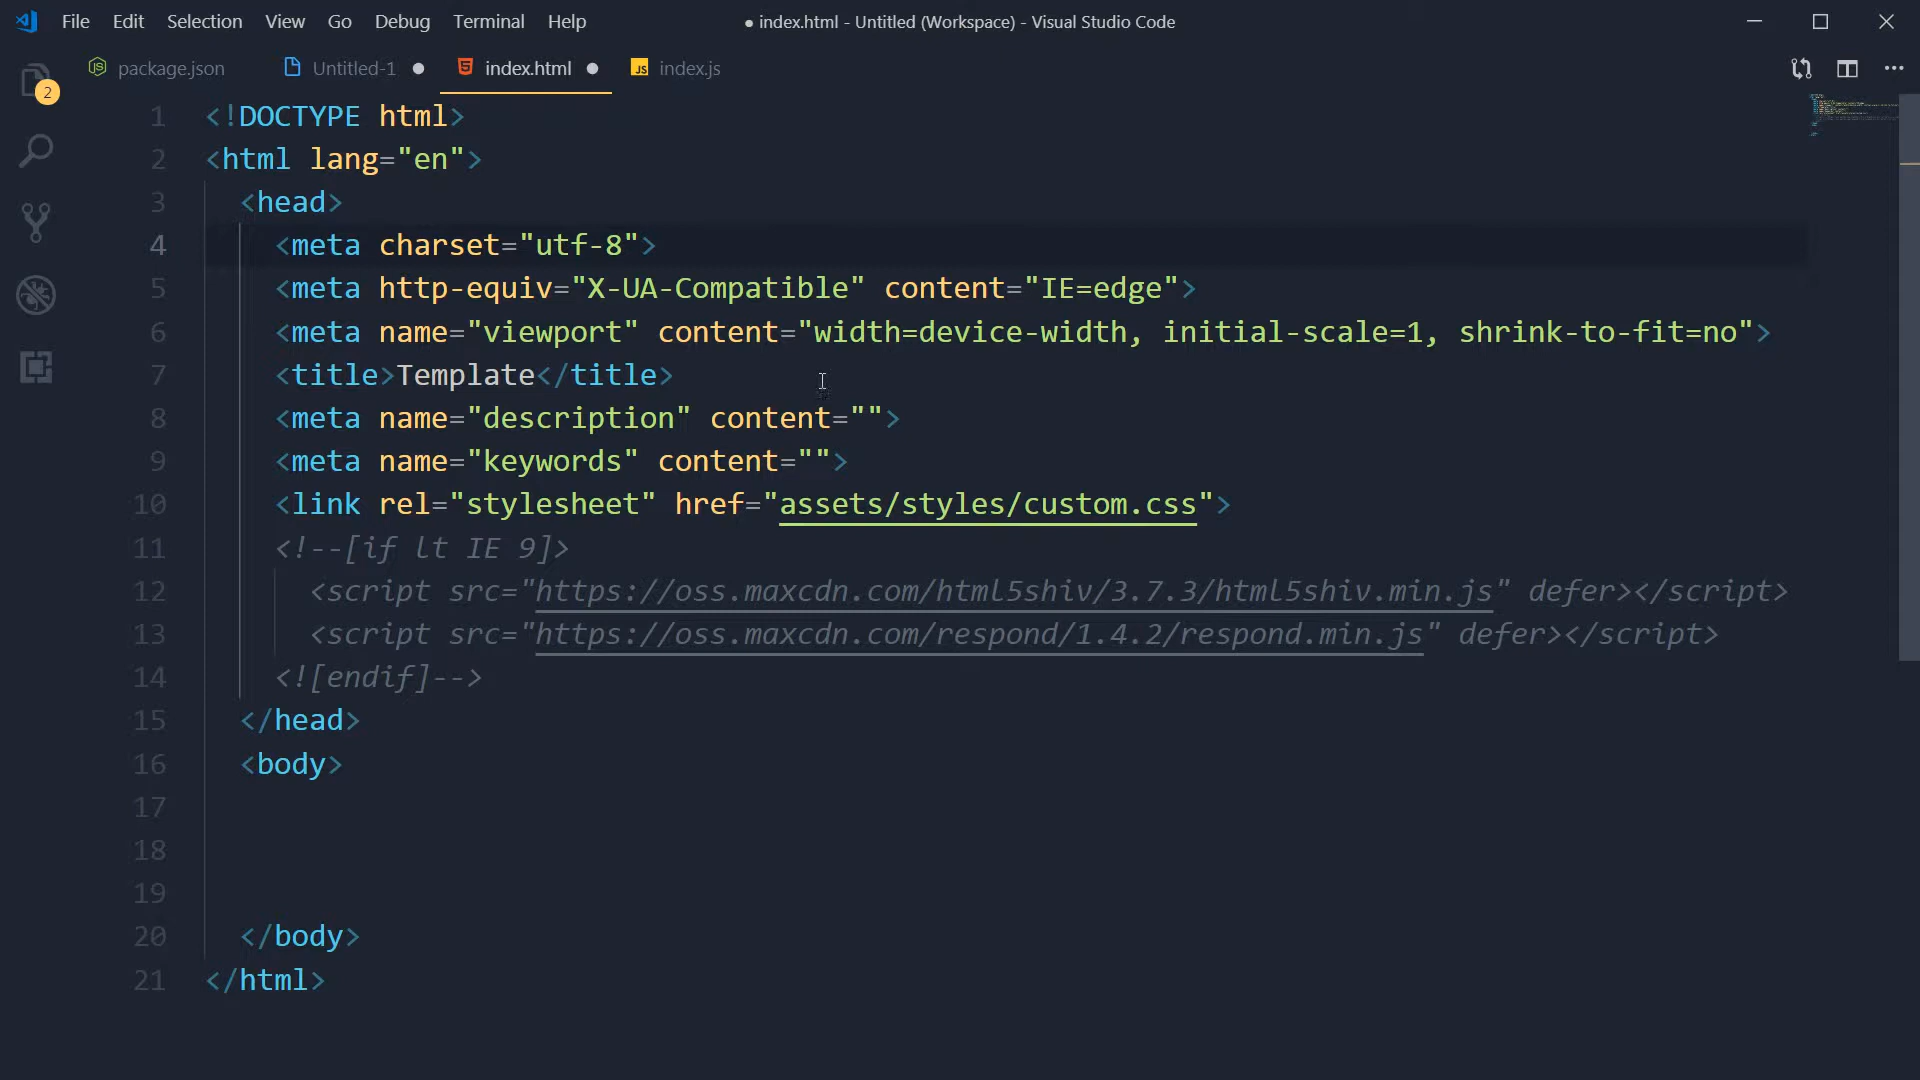 File Edit Selection View Go Debug Terminal Help ● index.html - Untitled (Workspace) - Visual Studio Code
package.json Untitled-1 ● index.html ● JS index.js
2
1 <!DOCTYPE html>
2 <html lang="en">
3 <head>
4 <meta charset="utf-8">
5 <meta http-equiv="X-UA-Compatible" content="IE=edge">
6 <meta name="viewport" content="width=device-width, initial-scale=1, shrink-to-fit=no">
7 <title>Template</title>
8 <meta name="description" content="">
9 <meta name="keywords" content="">
10 <link rel="stylesheet" href="assets/styles/custom.css">
11 <!--[if lt IE 9]>
12 <script src="https://oss.maxcdn.com/html5shiv/3.7.3/html5shiv.min.js" defer></script>
13 <script src="https://oss.maxcdn.com/respond/1.4.2/respond.min.js" defer></script>
14 <![endif]-->
15 </head>
16 <body>
17
18
19
20 </body>
21 </html>